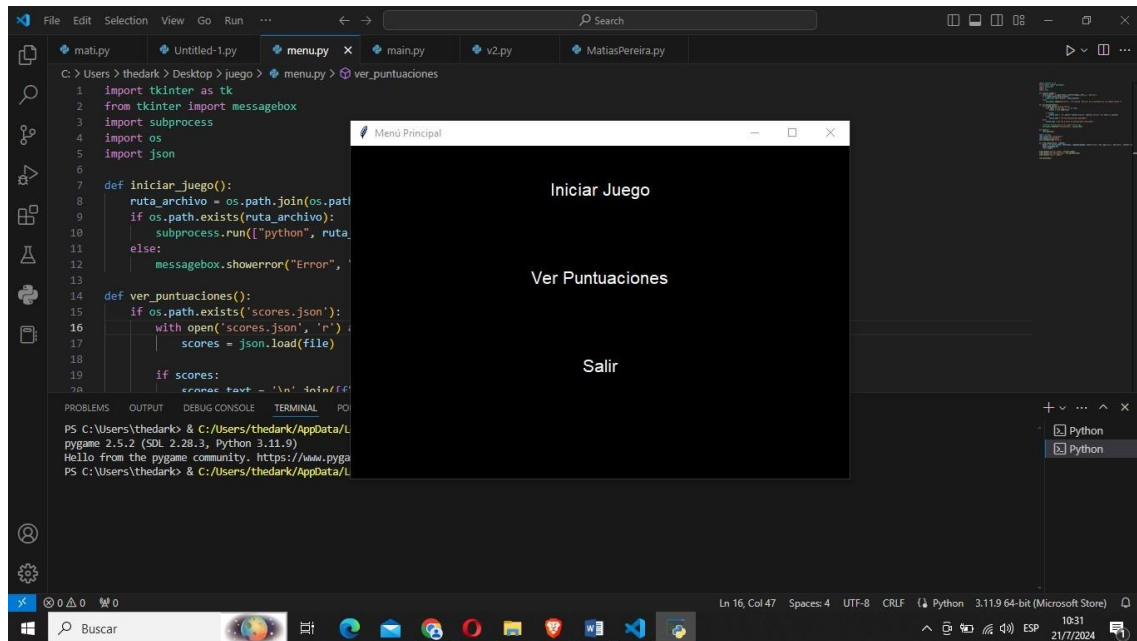 File Edit Selection View Go Run ... Search
mati.py Untitled-1.py menu.py main.py v2.py MatiasPereira.py
C: > Users > thedark > Desktop > juego > menu.py > ver_puntuaciones
1 import tkinter as tk
2 from tkinter import messagebox
3 import subprocess
4 import os
5 import json
6
7 def iniciar_juego():
8 ruta_archivo = os.path.join(os.path
9 if os.path.exists(ruta_archivo):
10 subprocess.run(["python", ruta_
11 else:
12 messagebox.showerror("Error", "
13
14 def ver_puntuaciones():
15 if os.path.exists('scores.json'):
16 with open('scores.json', 'r') a
17 scores = json.load(file)
18
19 if scores:
20 scores_text = '\n'.join([f"
Menú Principal
Iniciar Juego
Ver Puntuaciones
Salir
PROBLEMS OUTPUT DEBUG CONSOLE TERMINAL PO
PS C:\Users\thedark> & C:/Users/thedark/AppData/L
pygame 2.5.2 (SDL 2.28.3, Python 3.11.9)
Hello from the pygame community. https://www.pyga
PS C:\Users\thedark> & C:/Users/thedark/AppData/L
Python
Python
0 0 0 Ln 16, Col 47 Spaces: 4 UTF-8 CRLF Python 3.11.9 64-bit (Microsoft Store)
Buscar ESP 10:31
21/7/2024